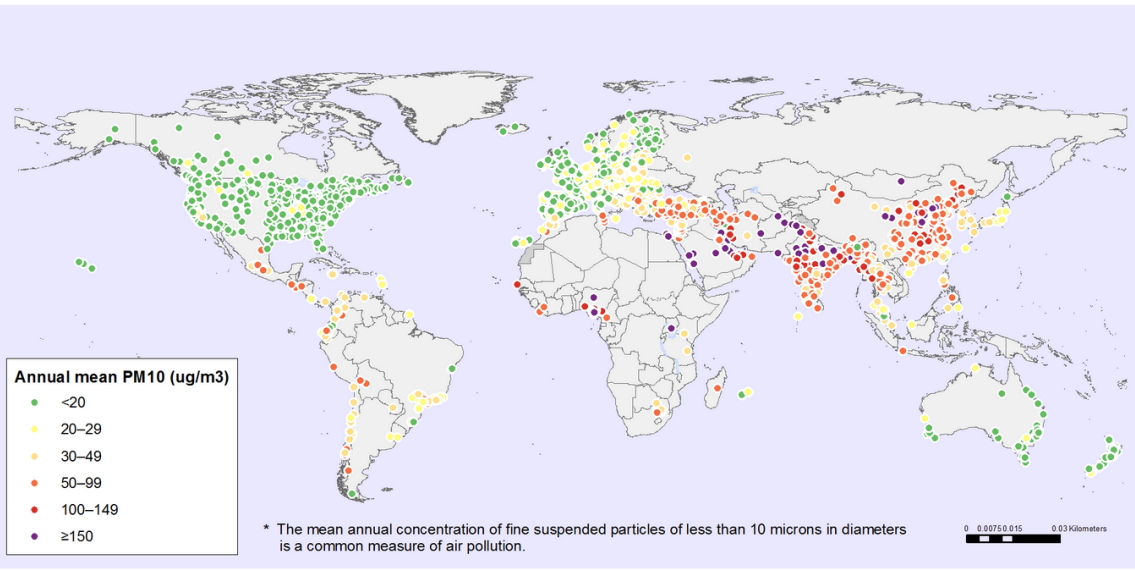 Annual mean PM10 (ug/m3)
<20
20–29
30–49
50–99
100–149
≥150
* The mean annual concentration of fine suspended particles of less than 10 microns in diameters
is a common measure of air pollution.
0 0.0075 0.015 0.03 Kilometers